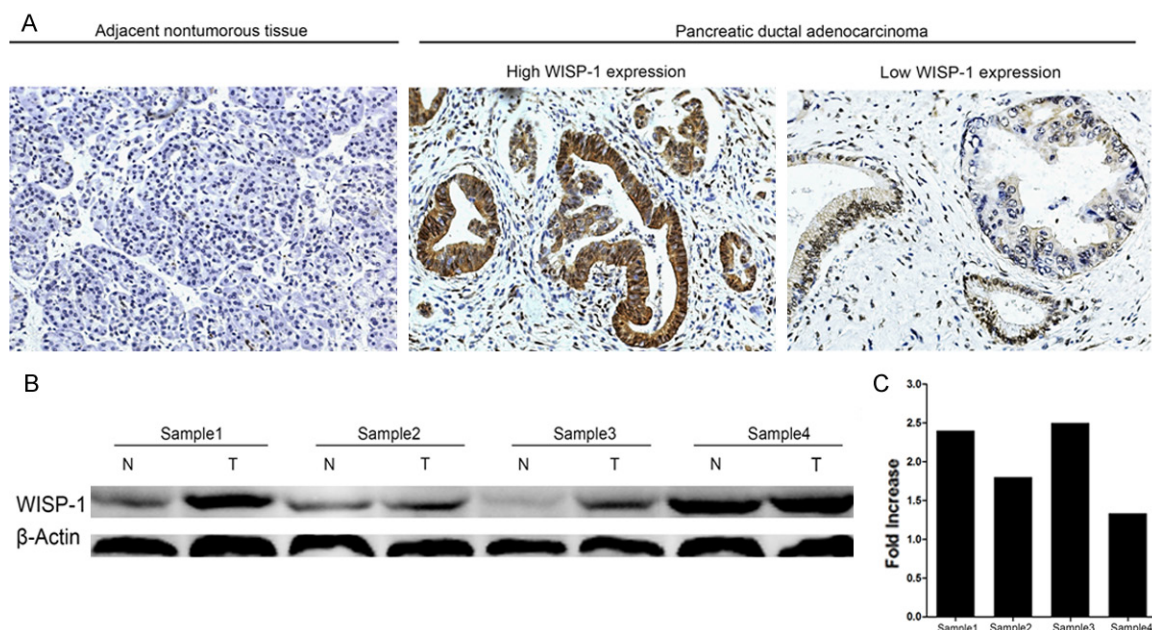 A
Adjacent nontumorous tissue
Pancreatic ductal adenocarcinoma
High WISP-1 expression
Low WISP-1 expression
B
Sample1 Sample2 Sample3 Sample4
N T N T N T N T
WISP-1
β-Actin
C
3.0
2.5
2.0
1.5
1.0
0.5
0.0
Fold Increase
Sample1 Sample2 Sample3 Sample4